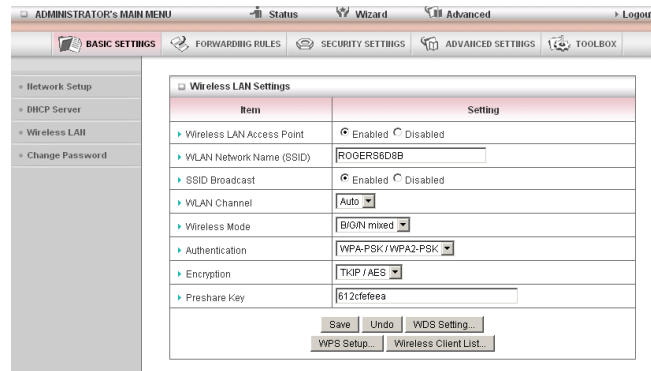 ADMINISTRATOR's MAIN MENU Status Wizard Advanced Logout
BASIC SETTINGS FORWARDING RULES SECURITY SETTINGS ADVANCED SETTINGS TOOLBOX
Network Setup
DHCP Server
Wireless LAN
Change Password
Wireless LAN Settings
Item Setting
Wireless LAN Access Point Enabled Disabled
WLAN Network Name (SSID) ROGERS6D8B
SSID Broadcast Enabled Disabled
WLAN Channel Auto
Wireless Mode B/G/N mixed
Authentication WPA-PSK / WPA2-PSK
Encryption TKIP / AES
Preshare Key 612cfefeea
Save Undo WDS Setting...
WPS Setup... Wireless Client List...